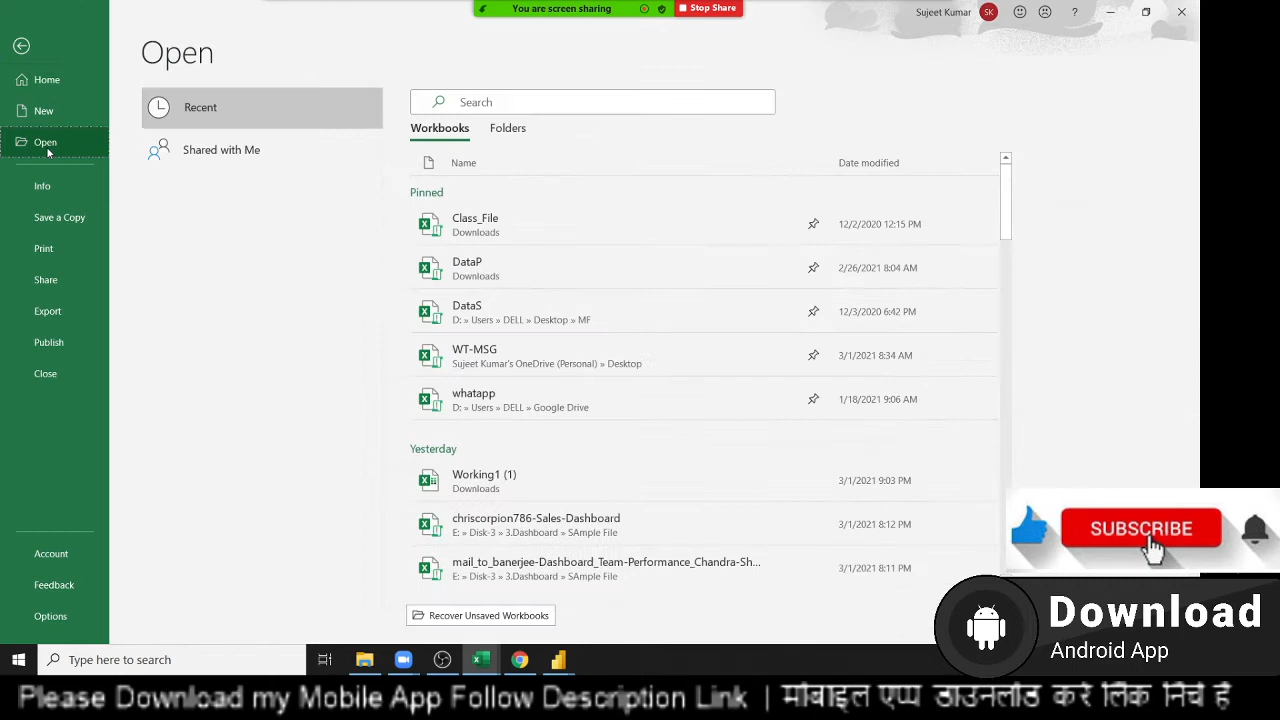 You are screen sharing
Stop Share
Sujeet Kumar
SK
?
Open
Home
New
Open
Info
Save a Copy
Print
Share
Export
Publish
Close
Account
Feedback
Options
Recent
Shared with Me
Search
Workbooks
Folders
Name
Date modified
Pinned
Class_File
Downloads
12/2/2020 12:15 PM
DataP
Downloads
2/26/2021 8:04 AM
DataS
D: » Users » DELL » Desktop » MF
12/3/2020 6:42 PM
WT-MSG
Sujeet Kumar's OneDrive (Personal) » Desktop
3/1/2021 8:34 AM
whatapp
D: » Users » DELL » Google Drive
1/18/2021 9:06 AM
Yesterday
Working1 (1)
Downloads
3/1/2021 9:03 PM
chriscorpion786-Sales-Dashboard
E: » Disk-3 » 3.Dashboard » SAmple File
3/1/2021 8:12 PM
mail_to_banerjee-Dashboard_Team-Performance_Chandra-Sh...
E: » Disk-3 » 3.Dashboard » SAmple File
3/1/2021 8:11 PM
Recover Unsaved Workbooks
SUBSCRIBE
Download
Android App
Type here to search
Please Download my Mobile App Follow Description Link | मोबाइल एप्प डाउनलोड करे लिंक निचे है